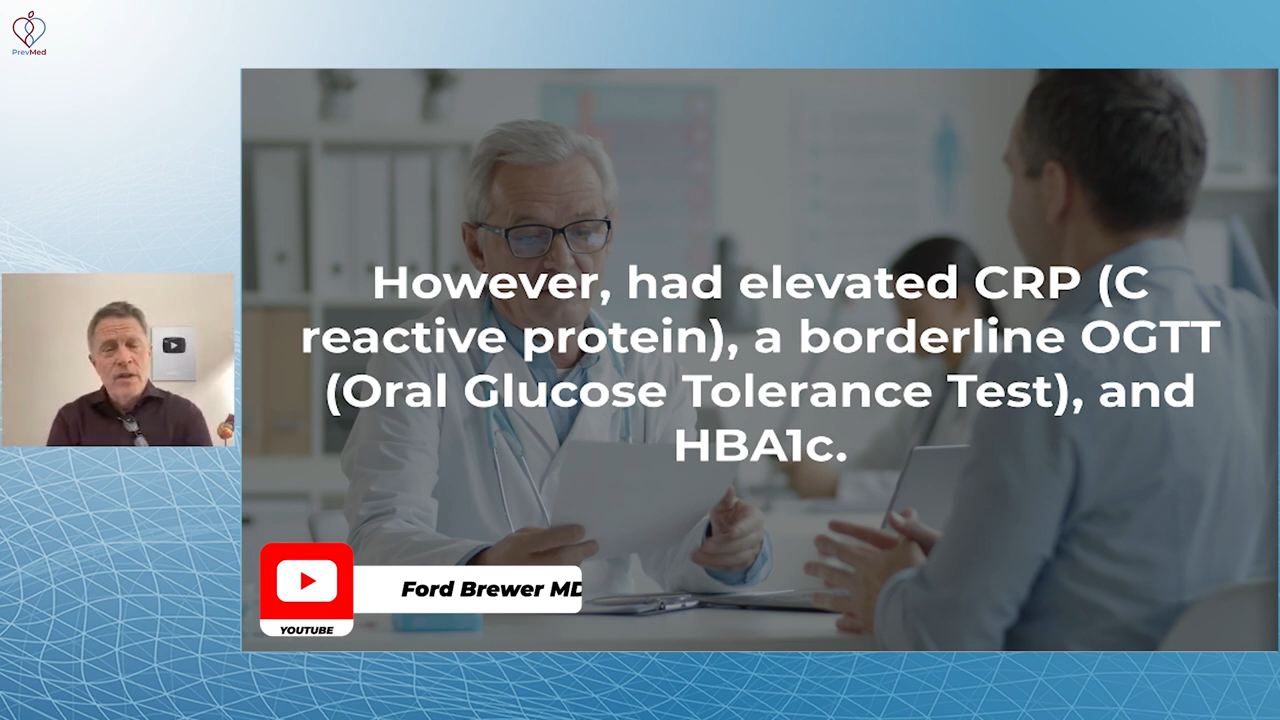 PrevMed
However, had elevated CRP (C
reactive protein), a borderline OGTT
(Oral Glucose Tolerance Test), and
HBA1c.
Ford Brewer MD
YOUTUBE